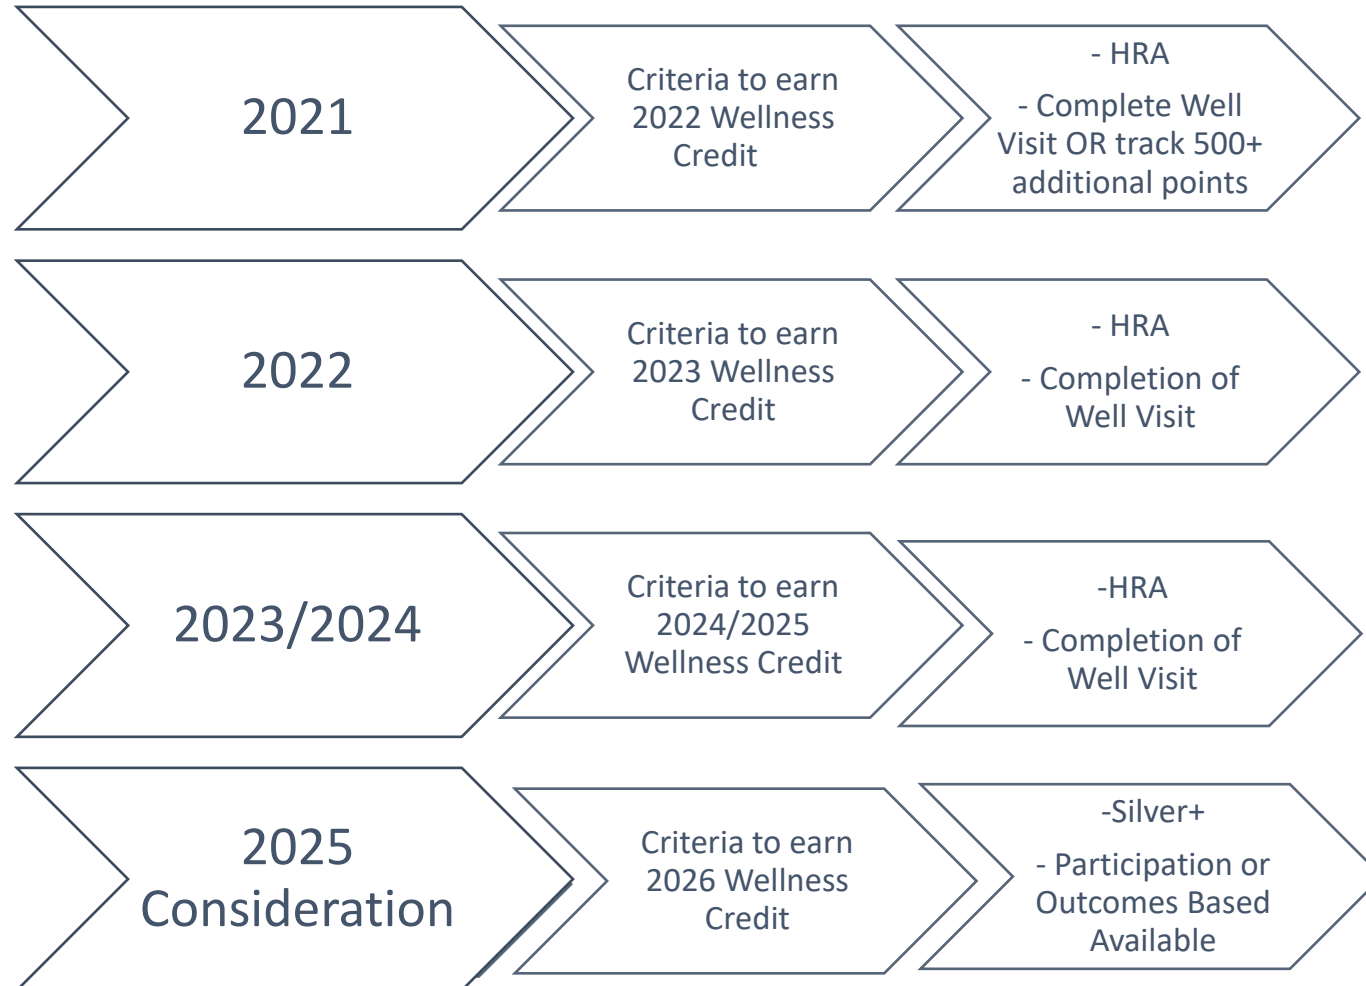 2021
Criteria to earn
2022 Wellness
Credit
- HRA
- Complete Well
Visit OR track 500+
additional points
2022
Criteria to earn
2023 Wellness
Credit
- HRA
- Completion of
Well Visit
2023/2024
Criteria to earn
2024/2025
Wellness Credit
-HRA
- Completion of
Well Visit
2025
Consideration
Criteria to earn
2026 Wellness
Credit
-Silver+
- Participation or
Outcomes Based
Available